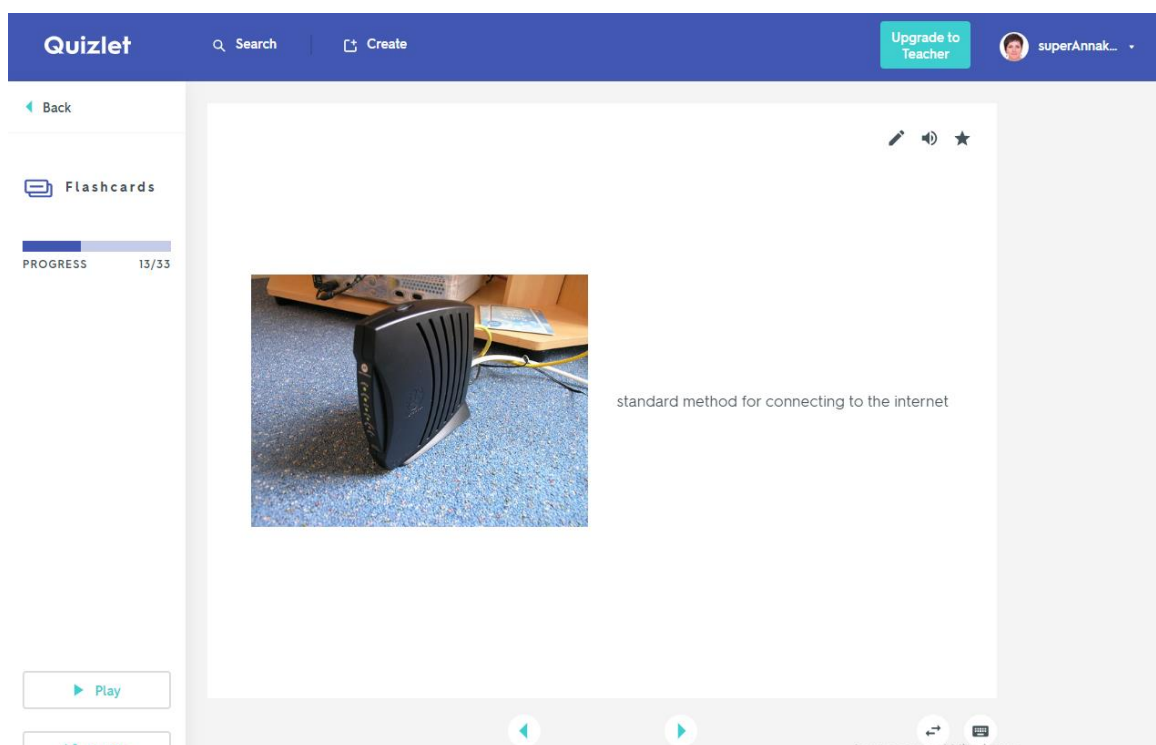 Quizlet
Search
Create
Upgrade to
Teacher
superAnnak...
Back
Flashcards
PROGRESS 13/33
standard method for connecting to the internet
Play